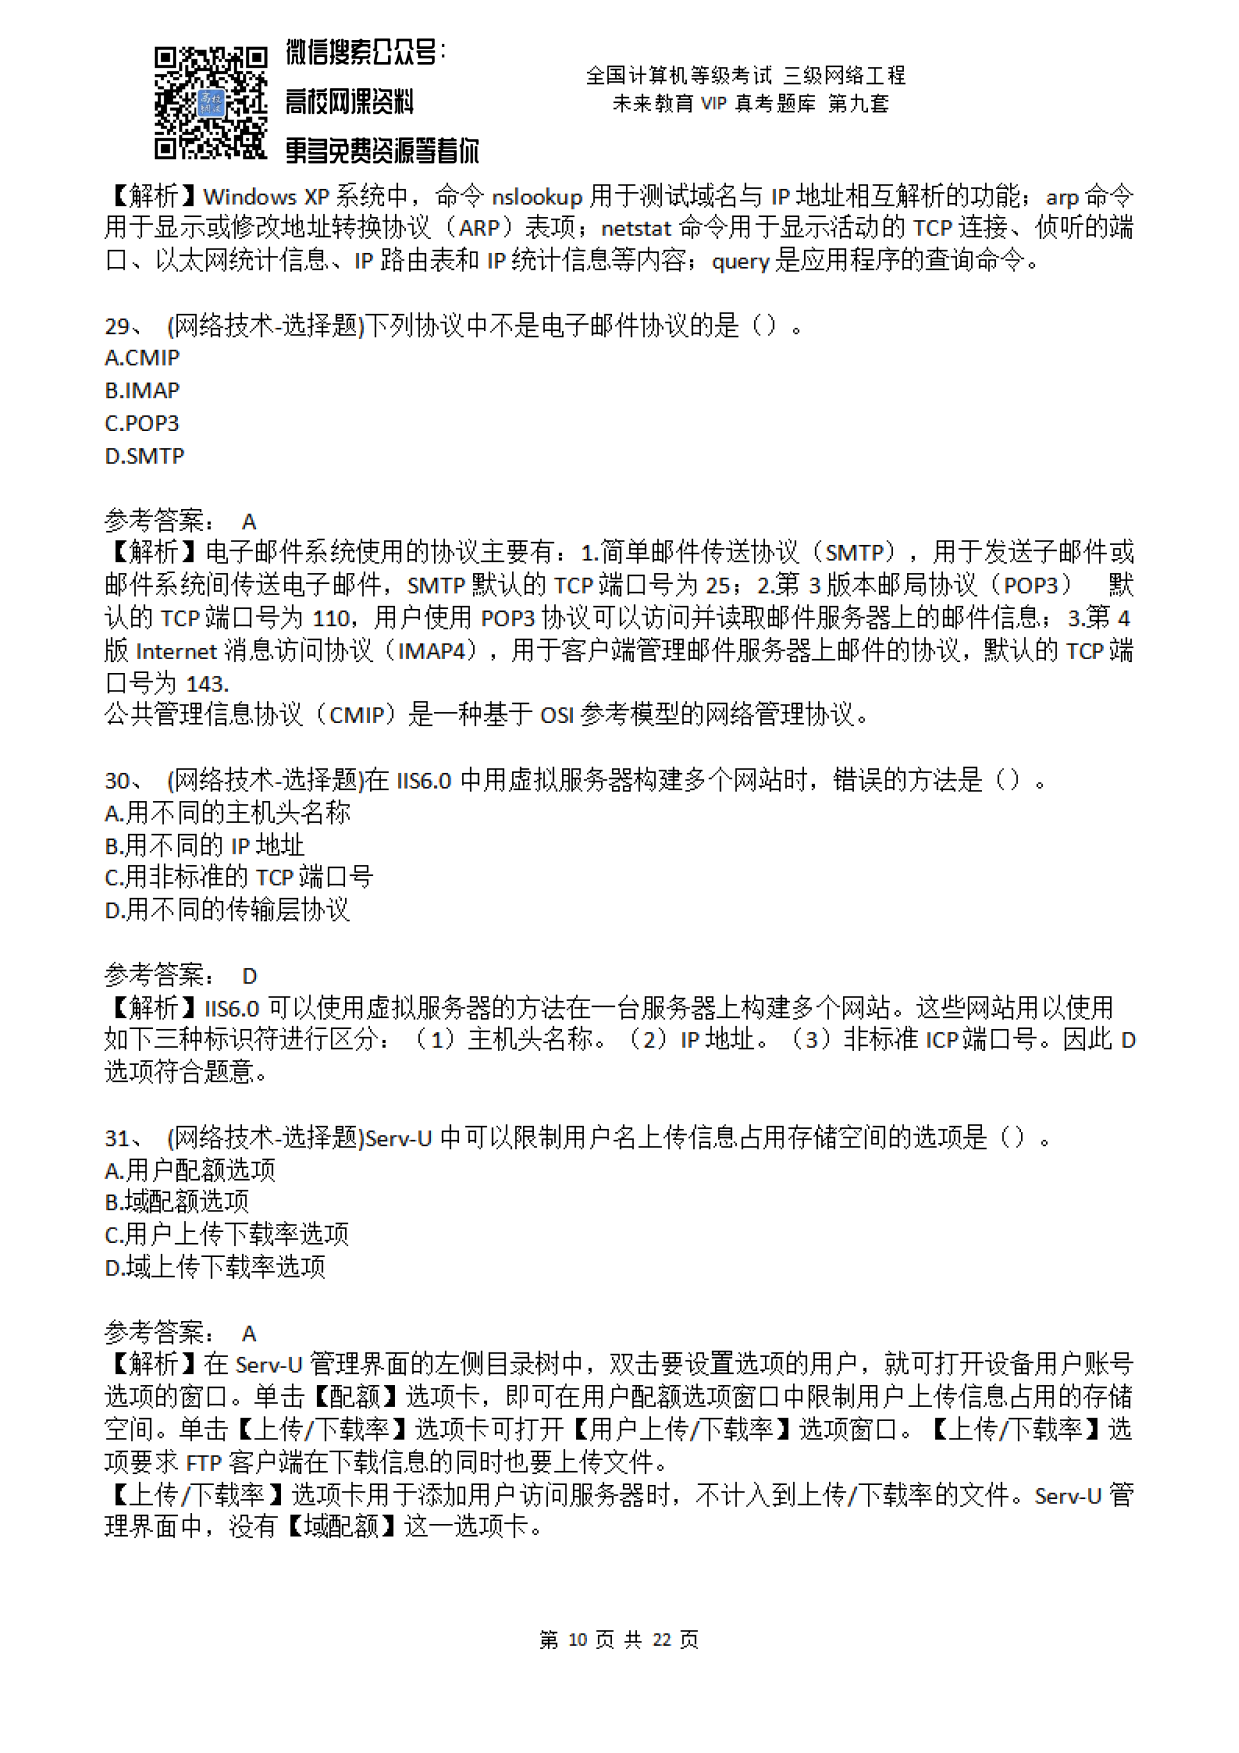 微信搜索公众号：
高校网课资料
更多免费资源等着你
全国计算机等级考试 三级网络工程
未来教育 VIP 真考题库 第九套
【解析】Windows XP 系统中，命令 nslookup 用于测试域名与 IP 地址相互解析的功能；arp 命令
用于显示或修改地址转换协议（ARP）表项；netstat 命令用于显示活动的 TCP 连接、侦听的端
口、以太网统计信息、IP 路由表和 IP 统计信息等内容；query 是应用程序的查询命令。
29、 (网络技术-选择题)下列协议中不是电子邮件协议的是（）。
A.CMIP
B.IMAP
C.POP3
D.SMTP
参考答案： A
【解析】电子邮件系统使用的协议主要有：1.简单邮件传送协议（SMTP），用于发送子邮件或
邮件系统间传送电子邮件，SMTP 默认的 TCP 端口号为 25；2.第 3 版本邮局协议（POP3） 默
认的 TCP 端口号为 110，用户使用 POP3 协议可以访问并读取邮件服务器上的邮件信息；3.第 4
版 Internet 消息访问协议（IMAP4），用于客户端管理邮件服务器上邮件的协议，默认的 TCP 端
口号为 143.
公共管理信息协议（CMIP）是一种基于 OSI 参考模型的网络管理协议。
30、 (网络技术-选择题)在 IIS6.0 中用虚拟服务器构建多个网站时，错误的方法是（）。
A.用不同的主机头名称
B.用不同的 IP 地址
C.用非标准的 TCP 端口号
D.用不同的传输层协议
参考答案： D
【解析】IIS6.0 可以使用虚拟服务器的方法在一台服务器上构建多个网站。这些网站用以使用
如下三种标识符进行区分：（1）主机头名称。（2）IP 地址。（3）非标准 ICP 端口号。因此 D
选项符合题意。
31、 (网络技术-选择题)Serv-U 中可以限制用户名上传信息占用存储空间的选项是（）。
A.用户配额选项
B.域配额选项
C.用户上传下载率选项
D.域上传下载率选项
参考答案： A
【解析】在 Serv-U 管理界面的左侧目录树中，双击要设置选项的用户，就可打开设备用户账号
选项的窗口。单击【配额】选项卡，即可在用户配额选项窗口中限制用户上传信息占用的存储
空间。单击【上传/下载率】选项卡可打开【用户上传/下载率】选项窗口。【上传/下载率】选
项要求 FTP 客户端在下载信息的同时也要上传文件。
【上传/下载率】选项卡用于添加用户访问服务器时，不计入到上传/下载率的文件。Serv-U 管
理界面中，没有【域配额】这一选项卡。
第 10 页 共 22 页